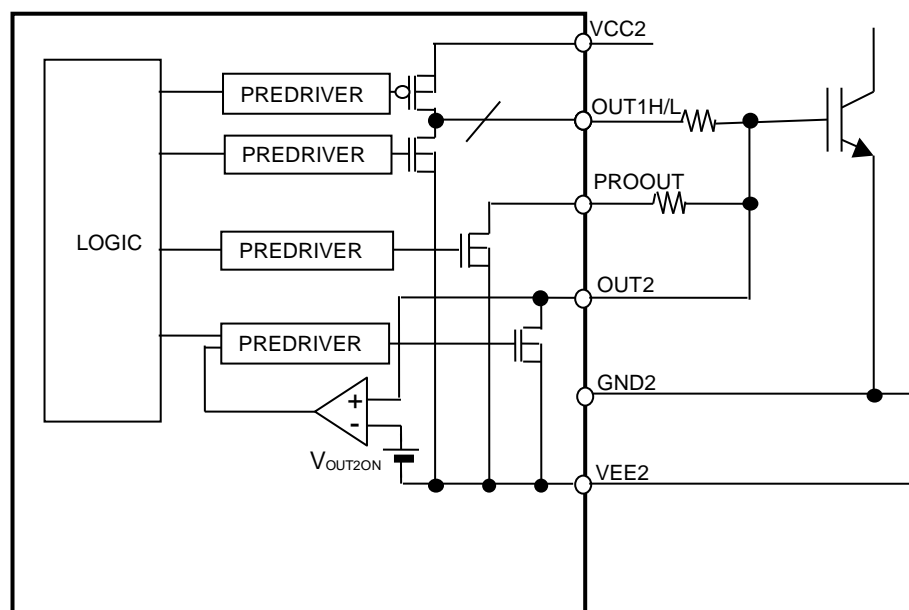 VCC2
PREDRIVER
OUT1H/L
PREDRIVER
PROOUT
LOGIC
PREDRIVER
OUT2
PREDRIVER
GND2
+
-
VOUT2ON
VEE2